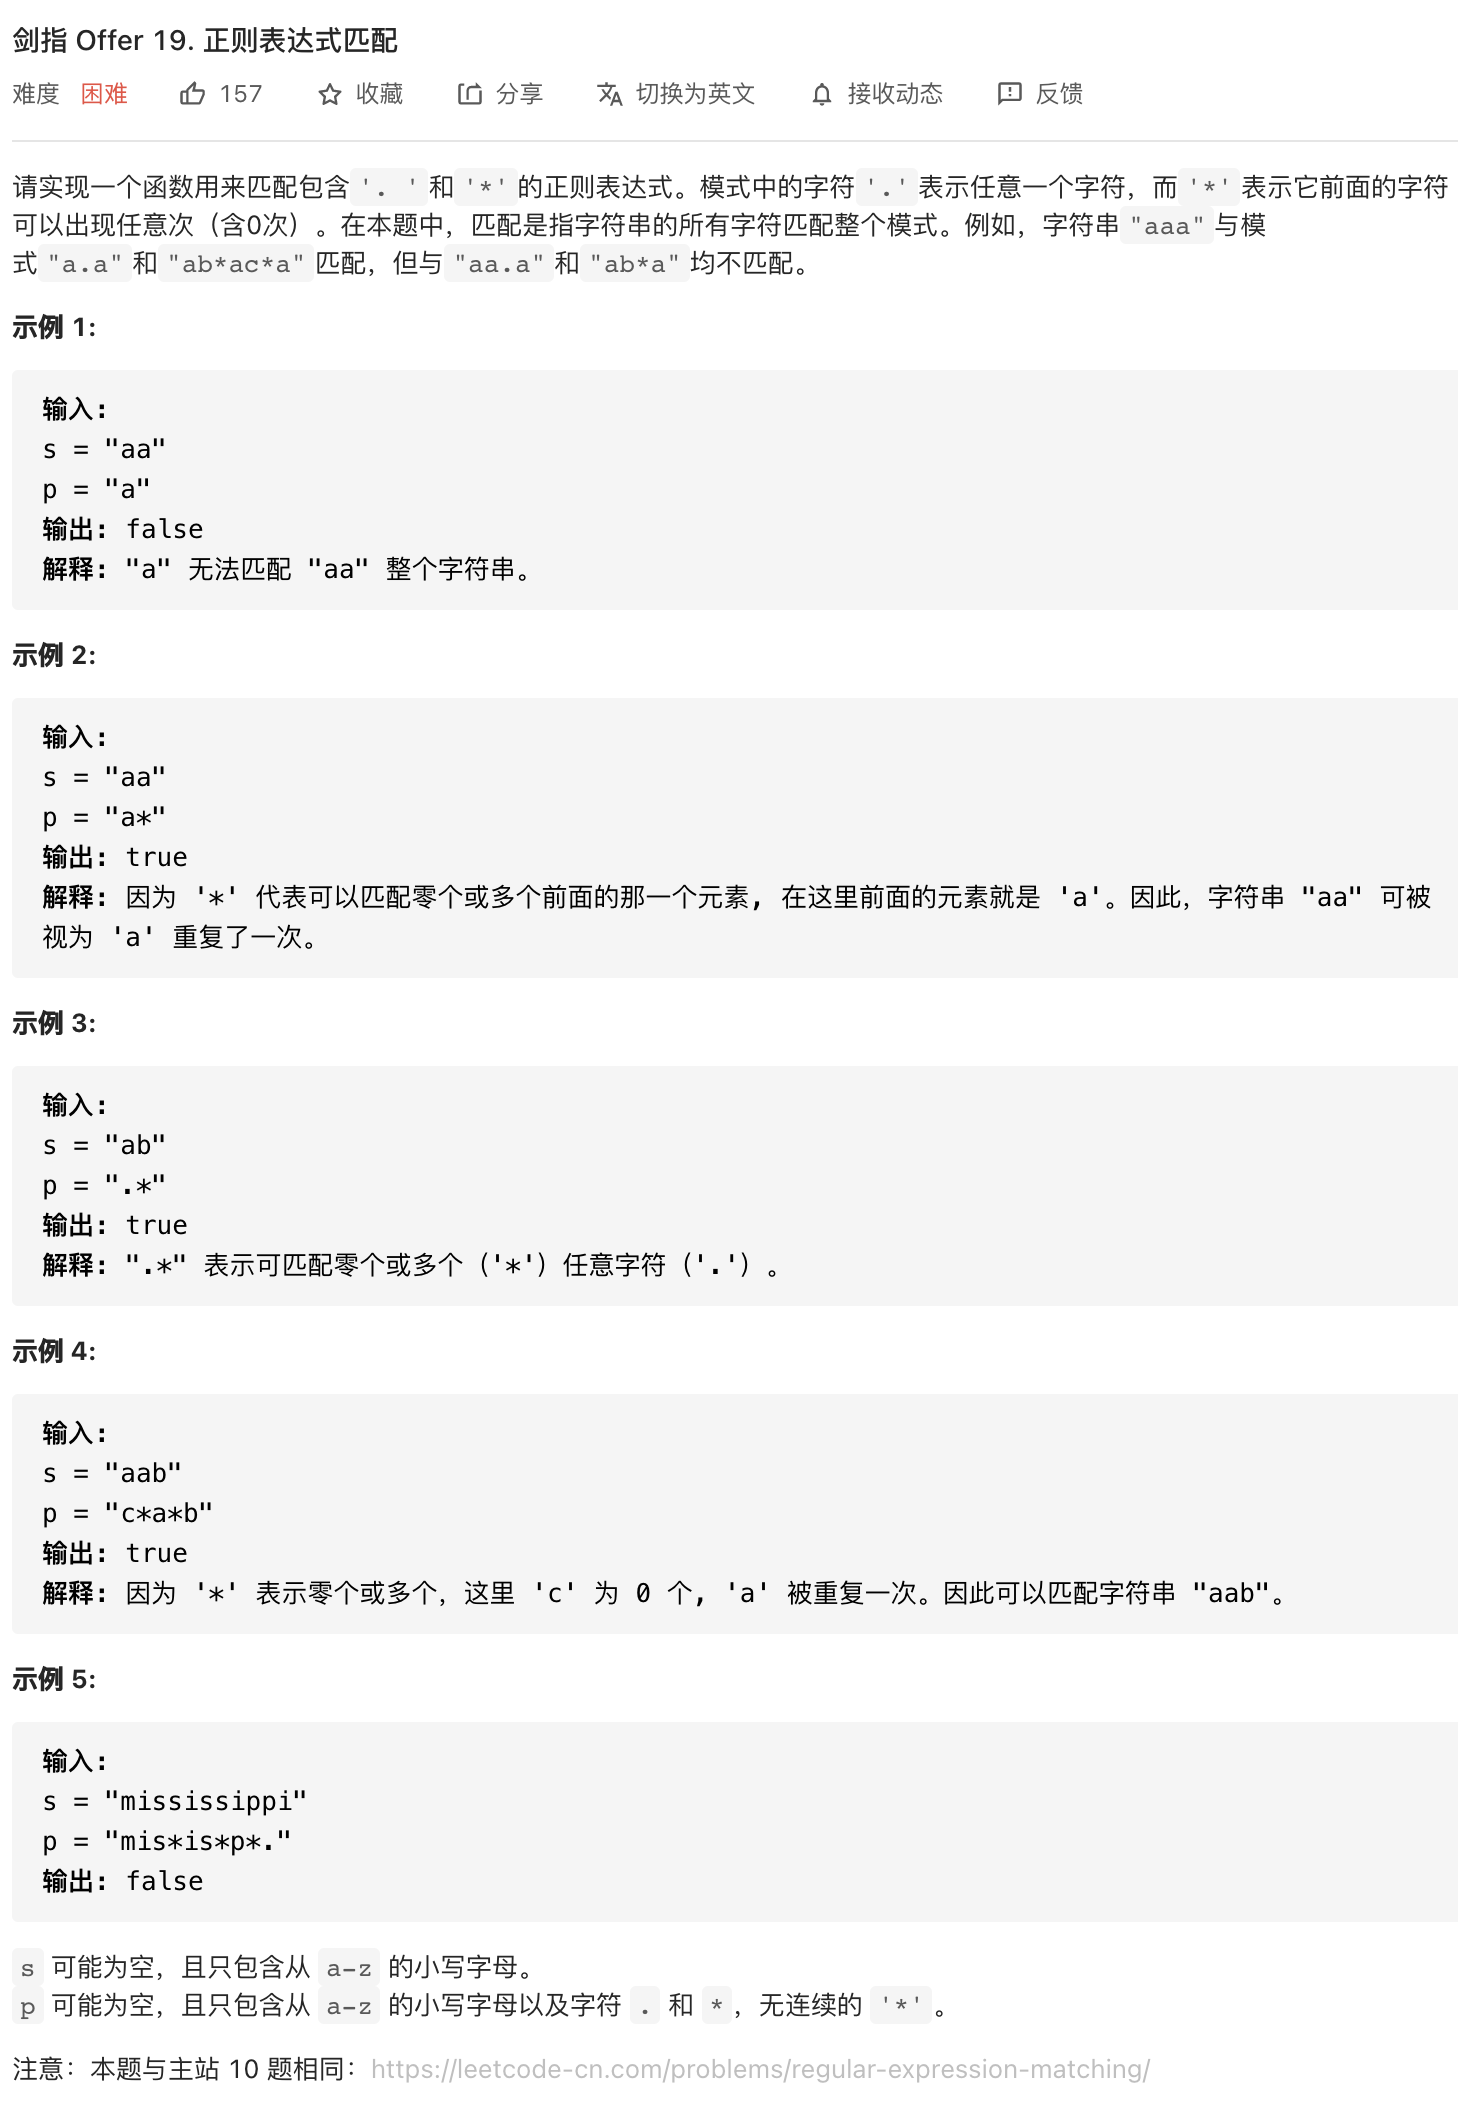 剑指 Offer 19. 正则表达式匹配
难度 困难 157 收藏 分享 切换为英文 接收动态 反馈
请实现一个函数用来匹配包含'. '和'*'的正则表达式。模式中的字符'.'表示任意一个字符，而'*'表示它前面的字符
可以出现任意次（含0次）。在本题中，匹配是指字符串的所有字符匹配整个模式。例如，字符串"aaa"与模
式"a.a"和"ab*ac*a"匹配，但与"aa.a"和"ab*a"均不匹配。
示例 1:
输入:
s = "aa"
p = "a"
输出: false
解释: "a" 无法匹配 "aa" 整个字符串。
示例 2:
输入:
s = "aa"
p = "a*"
输出: true
解释: 因为 '*' 代表可以匹配零个或多个前面的那一个元素, 在这里前面的元素就是 'a'。因此，字符串 "aa" 可被
视为 'a' 重复了一次。
示例 3:
输入:
s = "ab"
p = ".*"
输出: true
解释: ".*" 表示可匹配零个或多个（'*'）任意字符（'.'）。
示例 4:
输入:
s = "aab"
p = "c*a*b"
输出: true
解释: 因为 '*' 表示零个或多个，这里 'c' 为 0 个, 'a' 被重复一次。因此可以匹配字符串 "aab"。
示例 5:
输入:
s = "mississippi"
p = "mis*is*p*."
输出: false
s 可能为空，且只包含从 a-z 的小写字母。
p 可能为空，且只包含从 a-z 的小写字母以及字符 . 和 *，无连续的 '*'。
注意：本题与主站 10 题相同：https://leetcode-cn.com/problems/regular-expression-matching/